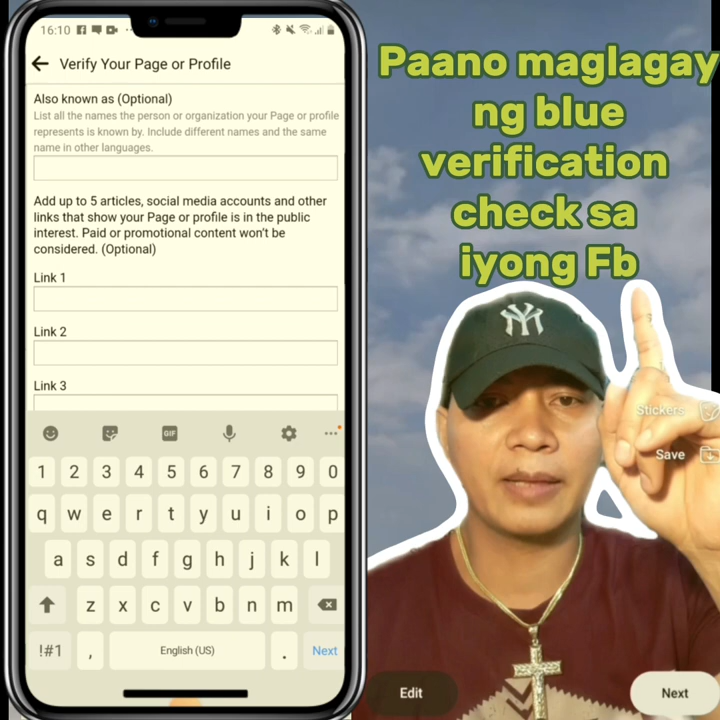 16:10
Verify Your Page or Profile
Also known as (Optional)
List all the names the person or organization your Page or profile
represents is known by. Include different names and the same
name in other languages.
Add up to 5 articles, social media accounts and other
links that show your Page or profile is in the public
interest. Paid or promotional content won't be
considered. (Optional)
Link 1
Link 2
Link 3
GIF
1 2 3 4 5 6 7 8 9 0
q w e r t y u i o p
a s d f g h j k l
z x c v b n m
!#1 , English (US) . Next
Paano maglagay
ng blue
verification
check sa
iyong Fb
NY
Stickers
Save
Edit
Next